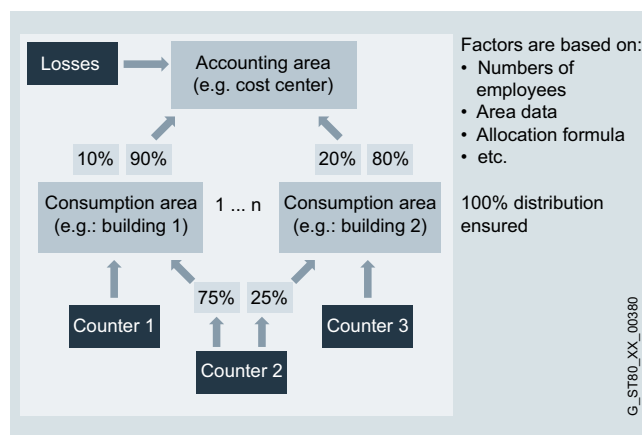 Losses
Accounting area
(e.g. cost center)
10% 90%
20% 80%
Consumption area
(e.g.: building 1)
1 ... n
Consumption area
(e.g.: building 2)
75% 25%
Counter 1
Counter 2
Counter 3
Factors are based on:
• Numbers of
employees
• Area data
• Allocation formula
• etc.
100% distribution
ensured
G_ST80_XX_00380